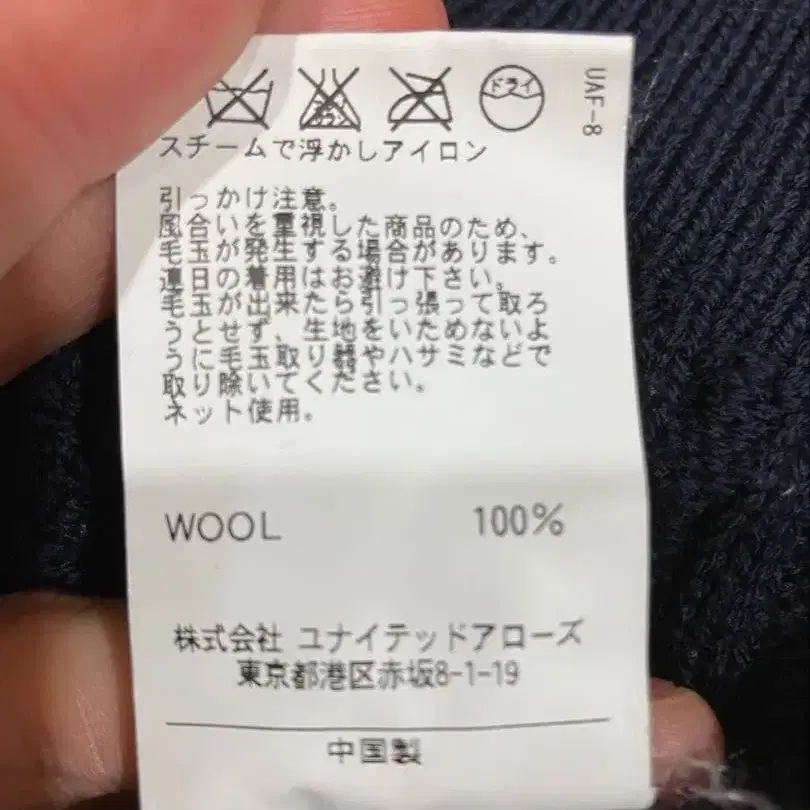 ドライ
UAF-8
スチームで浮かしアイロン
引っかけ注意。
風合いを重視した商品のため、
毛玉が発生する場合があります。
連日の着用はお避け下さい。
毛玉が出来たら引っ張って取ろ
うとせず、生地をいためないよ
うに毛玉取り器やハサミなどで
取り除いてください。
ネット使用。
WOOL 100%
株式会社 ユナイテッドアローズ
東京都港区赤坂8-1-19
中国製